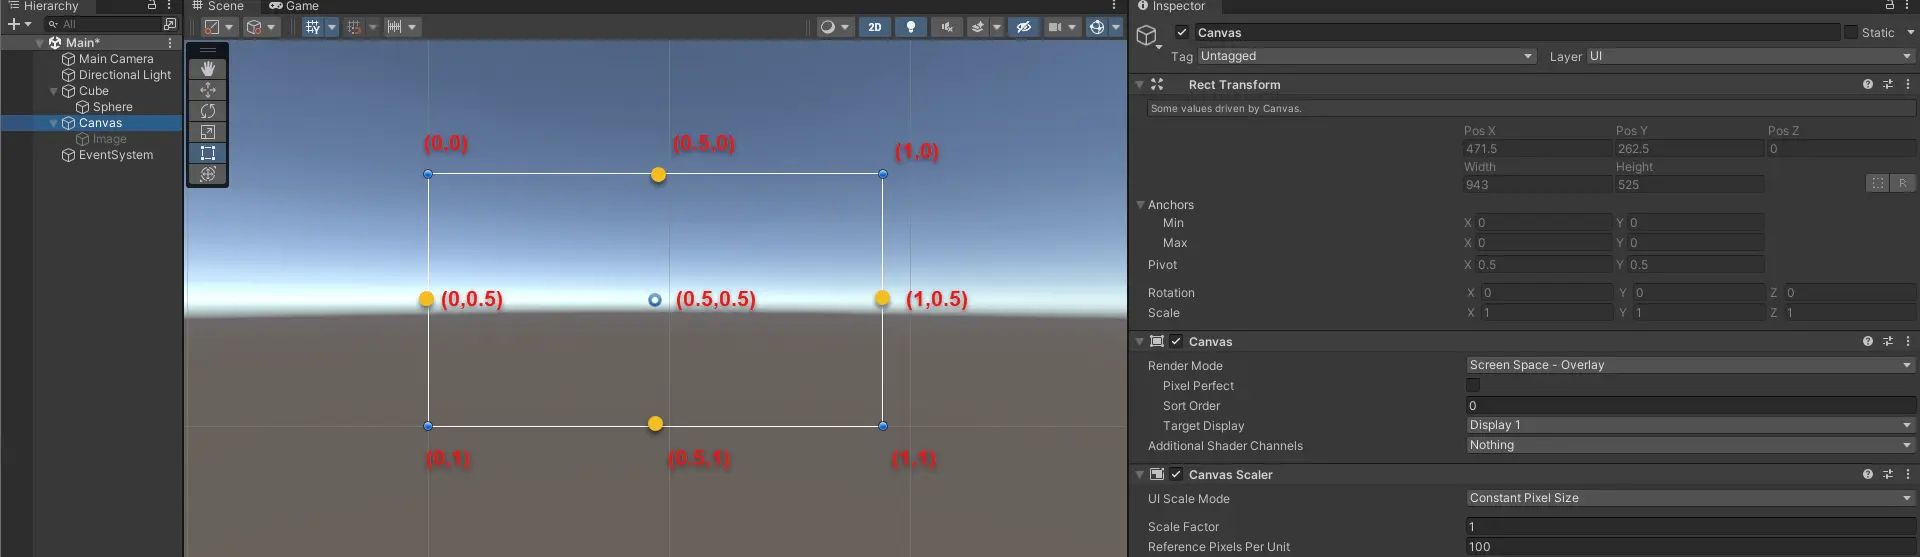 Hierarchy
All
Main*
Main Camera
Directional Light
Cube
Sphere
Canvas
Image
EventSystem
Scene
Game
2D
(0.0)
(0.5,0)
(1,0)
(0,0.5)
(0.5,0.5)
(1,0.5)
(0,1)
(0.5,1)
(1,1)
Inspector
Canvas
Static
Tag Untagged
Layer UI
Rect Transform
Some values driven by Canvas.
Pos X Pos Y Pos Z
471.5 262.5 0
Width Height
943 525
R
Anchors
Min X 0 Y 0
Max X 0 Y 0
Pivot X 0.5 Y 0.5
Rotation X 0 Y 0 Z 0
Scale X 1 Y 1 Z 1
Canvas
Render Mode Screen Space - Overlay
Pixel Perfect
Sort Order 0
Target Display Display 1
Additional Shader Channels Nothing
Canvas Scaler
UI Scale Mode Constant Pixel Size
Scale Factor 1
Reference Pixels Per Unit 100